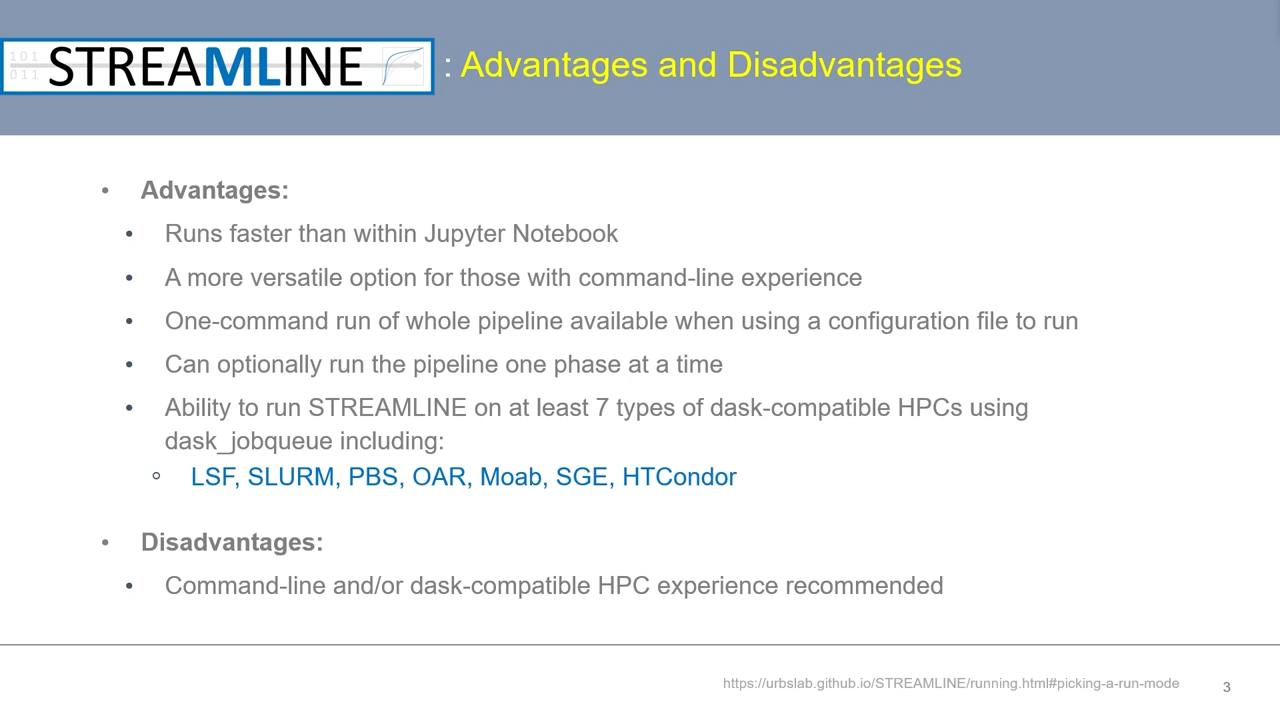 101
011
STREAMLINE : Advantages and Disadvantages
• Advantages:
• Runs faster than within Jupyter Notebook
• A more versatile option for those with command-line experience
• One-command run of whole pipeline available when using a configuration file to run
• Can optionally run the pipeline one phase at a time
• Ability to run STREAMLINE on at least 7 types of dask-compatible HPCs using
dask_jobqueue including:
○ LSF, SLURM, PBS, OAR, Moab, SGE, HTCondor
• Disadvantages:
• Command-line and/or dask-compatible HPC experience recommended
https://urbslab.github.io/STREAMLINE/running.html#picking-a-run-mode
3